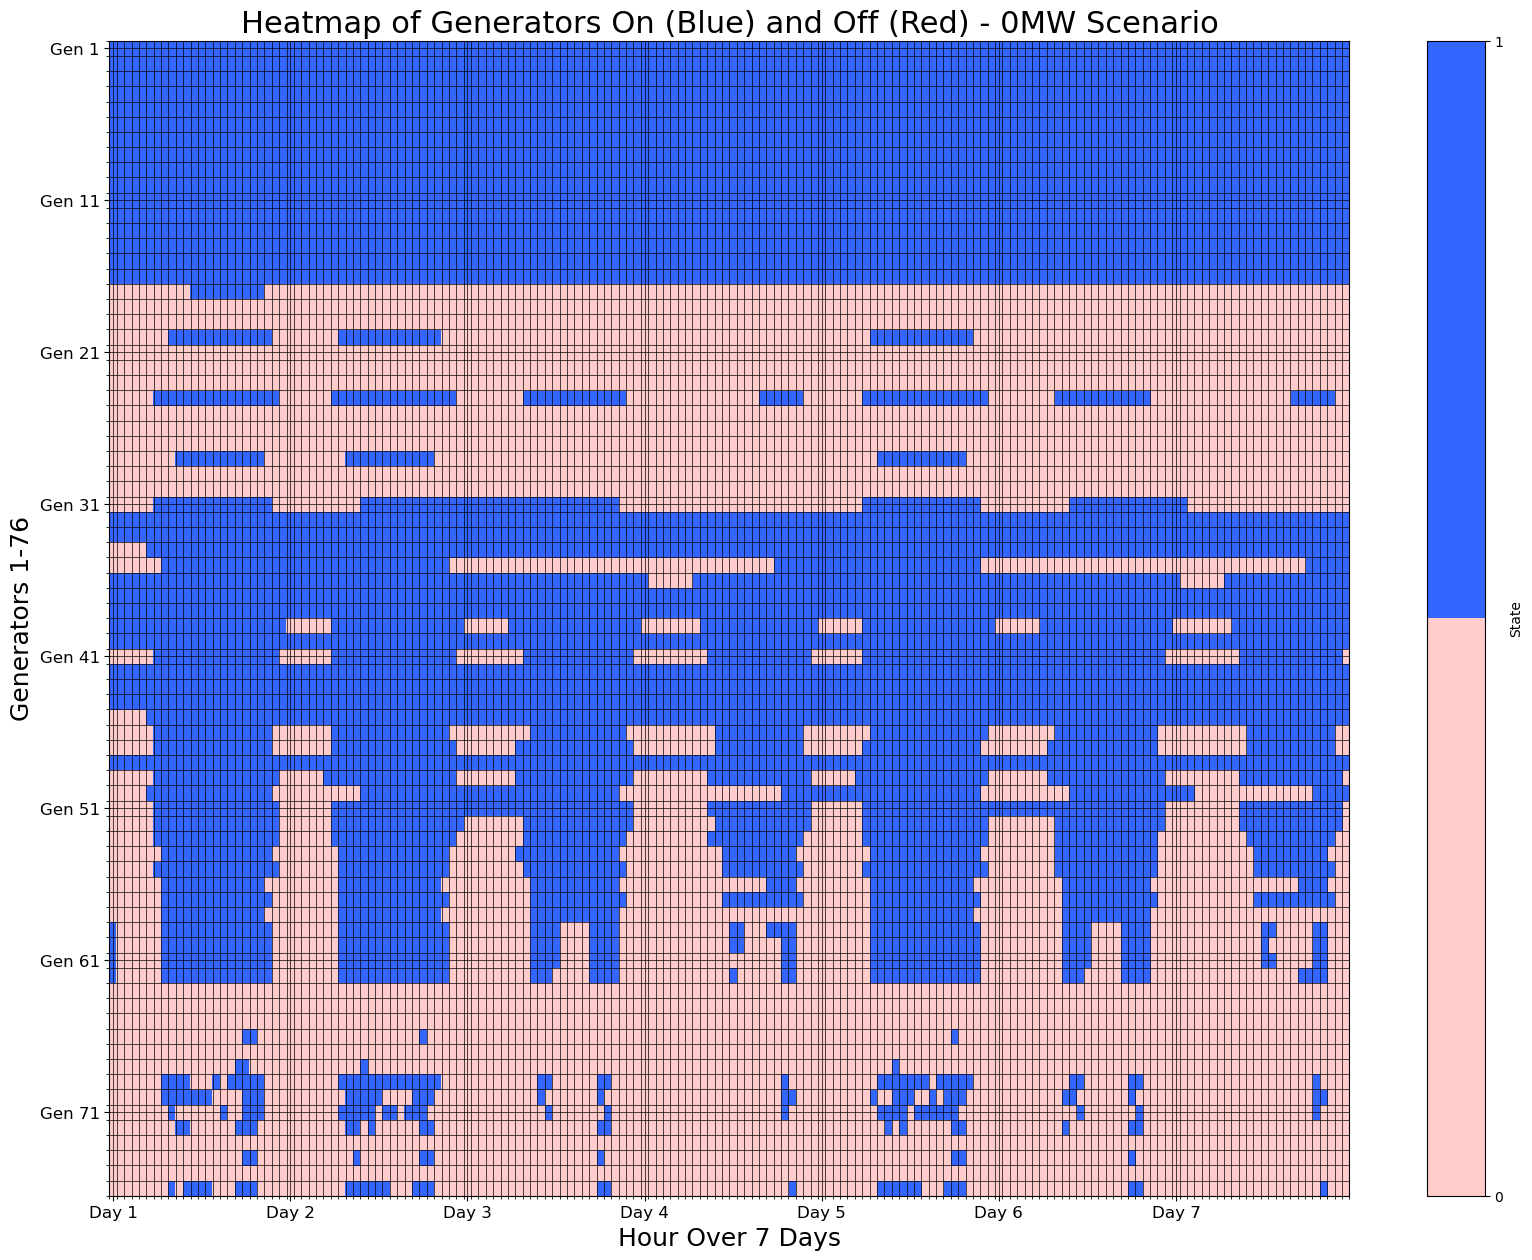 Heatmap of Generators On (Blue) and Off (Red) - 0MW Scenario
Gen 1
Gen 11
Gen 21
Gen 31
Gen 41
Gen 51
Gen 61
Gen 71
Generators 1-76
Day 1
Day 2
Day 3
Day 4
Day 5
Day 6
Day 7
Hour Over 7 Days
1
State
0